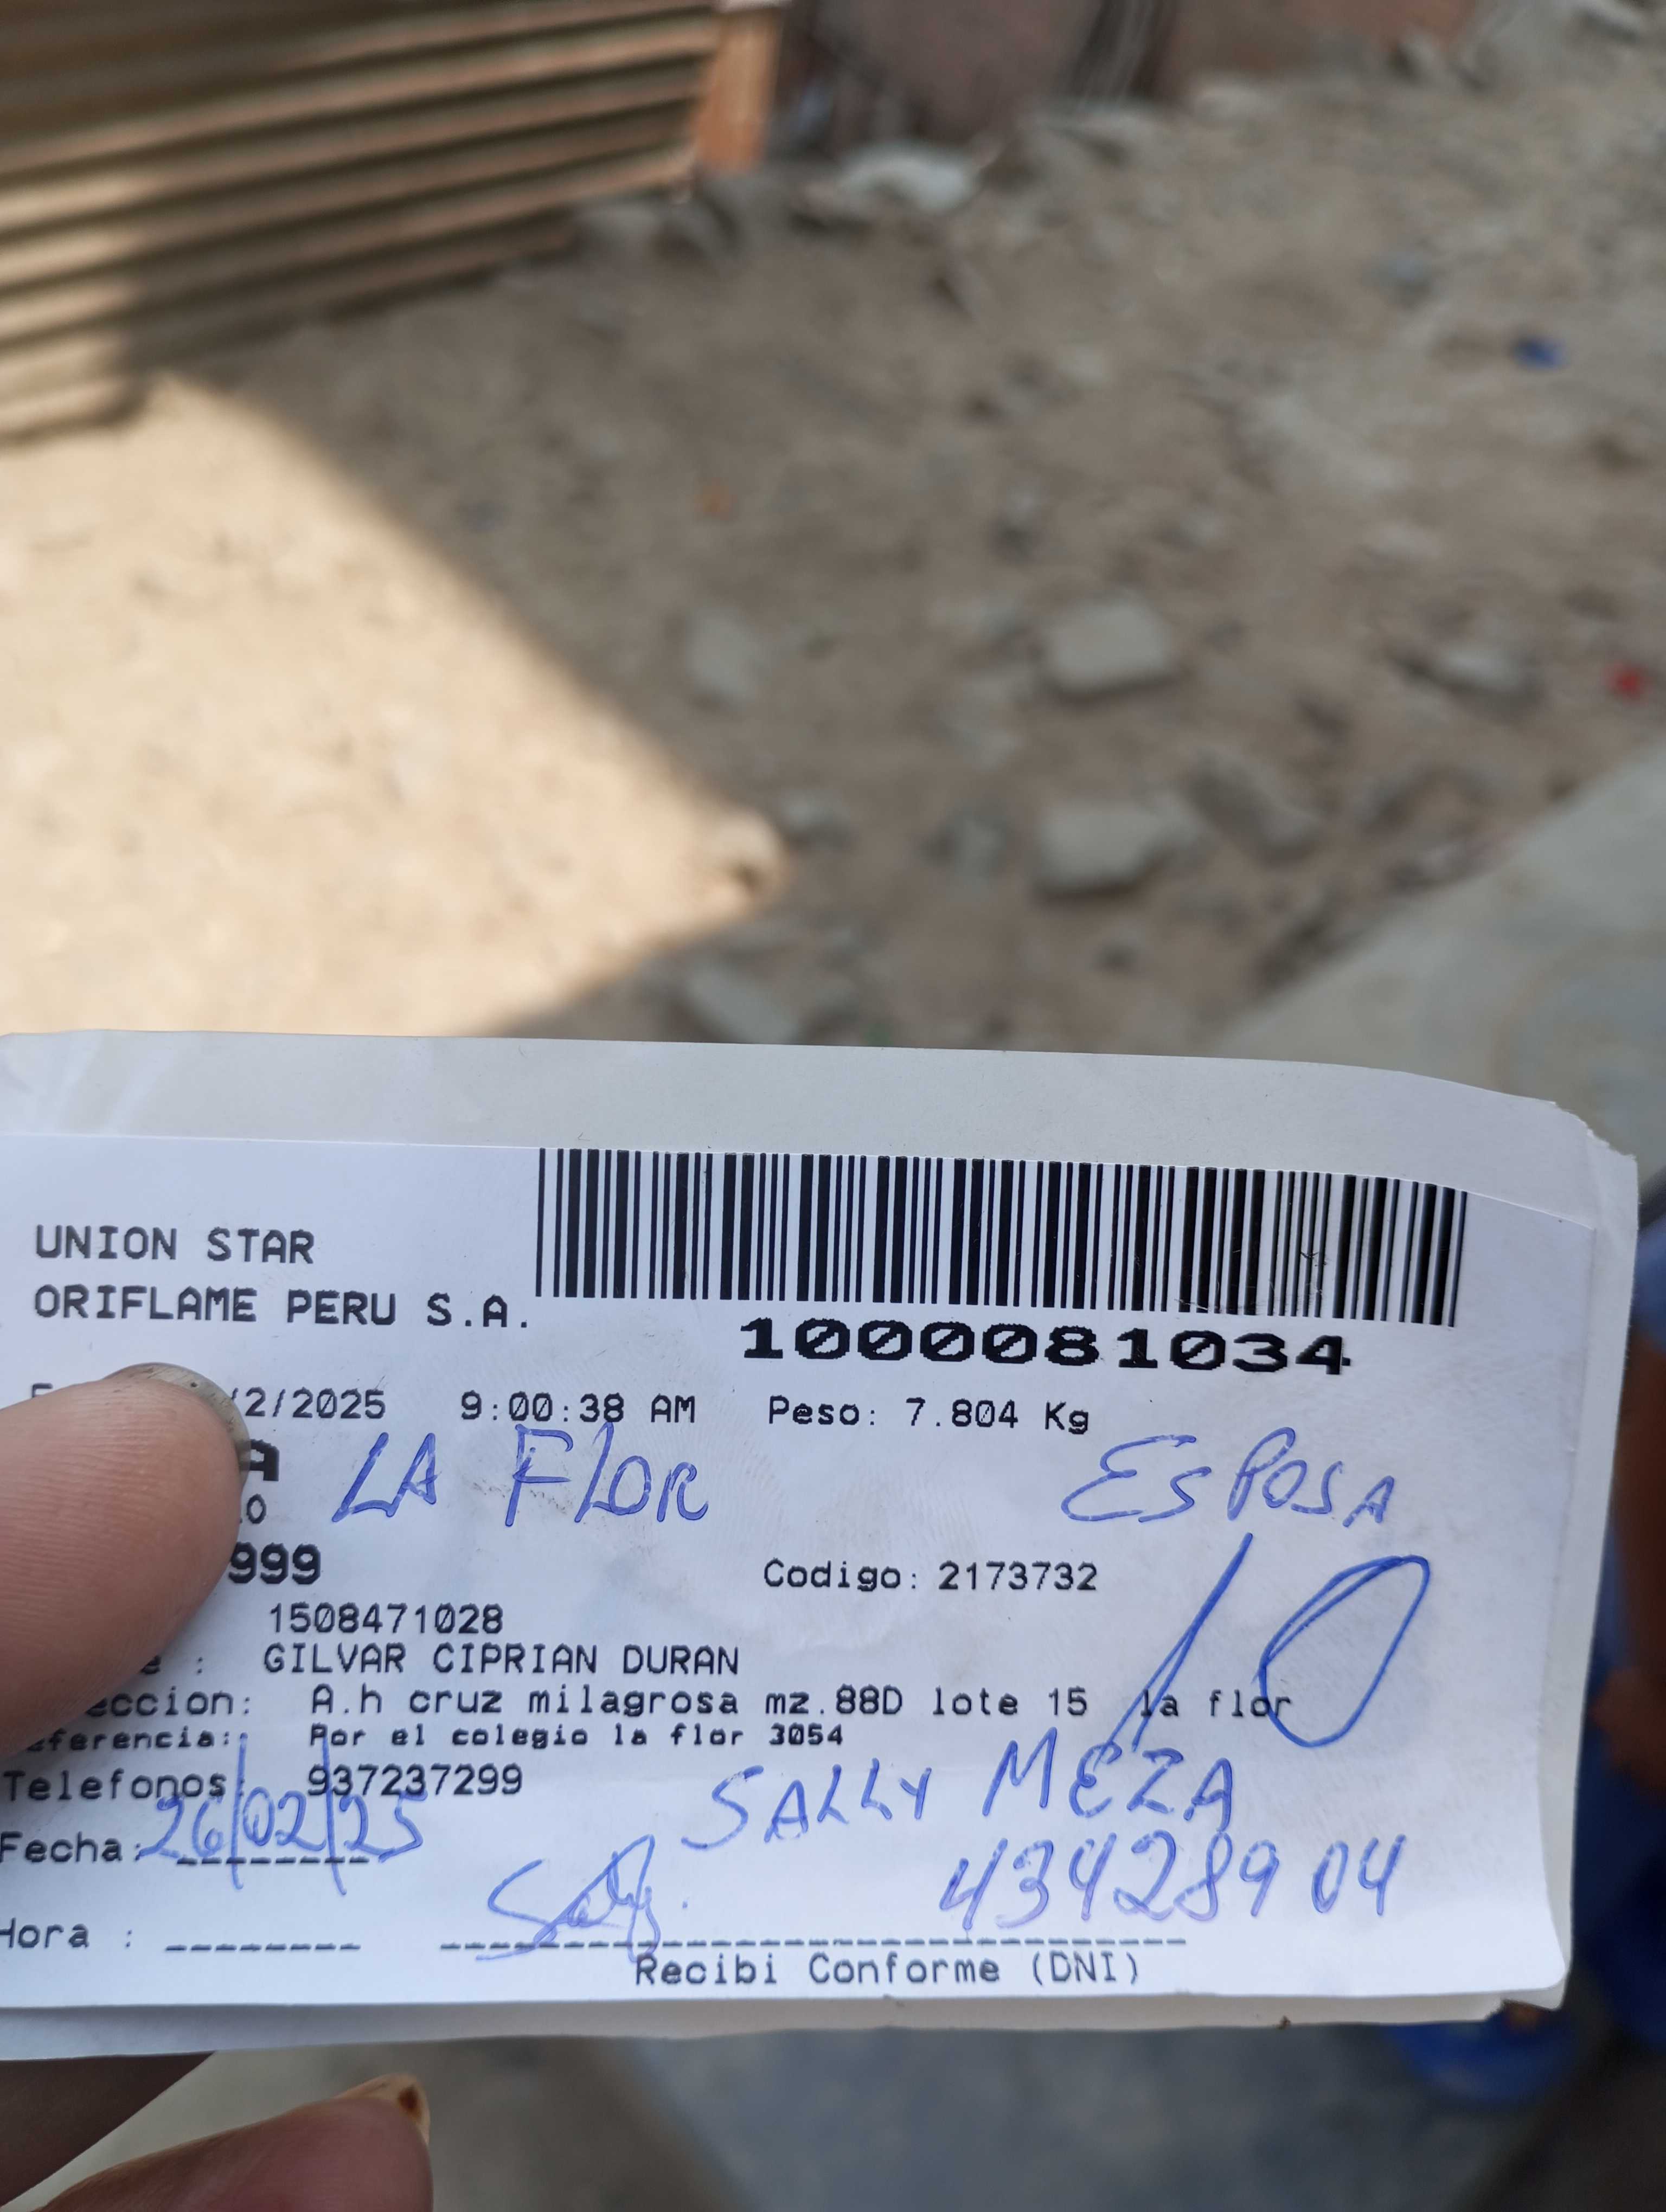 UNION STAR
ORIFLAME PERU S.A.
1000081034
/2/2025 9:00:38 AM Peso: 7.804 Kg
A LA FLOR ESPOSA
O
999 Codigo: 2173732
10
1508471028
e : GILVAR CIPRIAN DURAN
eccion: A.h cruz milagrosa mz.88D lote 15 la flor
eferencia: Por el colegio la flor 3054
Telefonos: 937237299 SALLY MEZA
Fecha: 26/02/25 43428904
Hora : --------
Recibi Conforme (DNI)